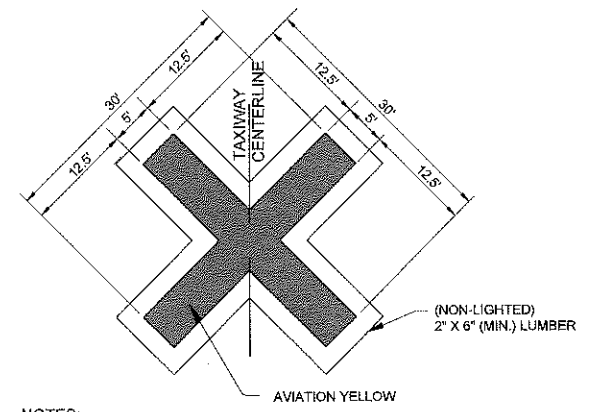 12.5'
30'
5'
12.5'
TAXIWAY
CENTERLINE
12.5'
30'
5'
12.5'
(NON-LIGHTED)
2" X 6" (MIN.) LUMBER
AVIATION YELLOW
NOTES: